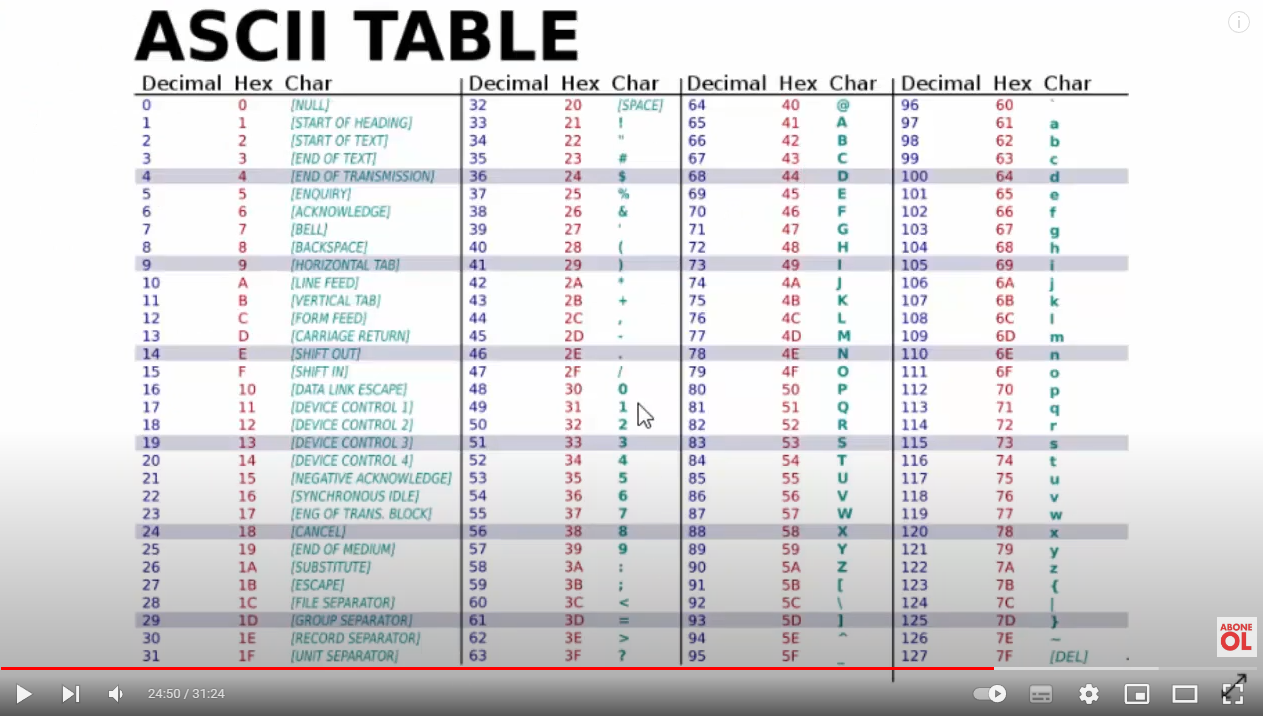 ASCII TABLE
Decimal Hex Char Decimal Hex Char Decimal Hex Char Decimal Hex Char
0 0 [NULL] 32 20 [SPACE] 64 40 @ 96 60 `
1 1 [START OF HEADING] 33 21 ! 65 41 A 97 61 a
2 2 [START OF TEXT] 34 22 " 66 42 B 98 62 b
3 3 [END OF TEXT] 35 23 # 67 43 C 99 63 c
4 4 [END OF TRANSMISSION] 36 24 $ 68 44 D 100 64 d
5 5 [ENQUIRY] 37 25 % 69 45 E 101 65 e
6 6 [ACKNOWLEDGE] 38 26 & 70 46 F 102 66 f
7 7 [BELL] 39 27 ' 71 47 G 103 67 g
8 8 [BACKSPACE] 40 28 ( 72 48 H 104 68 h
9 9 [HORIZONTAL TAB] 41 29 ) 73 49 I 105 69 i
10 A [LINE FEED] 42 2A * 74 4A J 106 6A j
11 B [VERTICAL TAB] 43 2B + 75 4B K 107 6B k
12 C [FORM FEED] 44 2C , 76 4C L 108 6C l
13 D [CARRIAGE RETURN] 45 2D - 77 4D M 109 6D m
14 E [SHIFT OUT] 46 2E . 78 4E N 110 6E n
15 F [SHIFT IN] 47 2F / 79 4F O 111 6F o
16 10 [DATA LINK ESCAPE] 48 30 0 80 50 P 112 70 p
17 11 [DEVICE CONTROL 1] 49 31 1 81 51 Q 113 71 q
18 12 [DEVICE CONTROL 2] 50 32 2 82 52 R 114 72 r
19 13 [DEVICE CONTROL 3] 51 33 3 83 53 S 115 73 s
20 14 [DEVICE CONTROL 4] 52 34 4 84 54 T 116 74 t
21 15 [NEGATIVE ACKNOWLEDGE] 53 35 5 85 55 U 117 75 u
22 16 [SYNCHRONOUS IDLE] 54 36 6 86 56 V 118 76 v
23 17 [ENG OF TRANS. BLOCK] 55 37 7 87 57 W 119 77 w
24 18 [CANCEL] 56 38 8 88 58 X 120 78 x
25 19 [END OF MEDIUM] 57 39 9 89 59 Y 121 79 y
26 1A [SUBSTITUTE] 58 3A : 90 5A Z 122 7A z
27 1B [ESCAPE] 59 3B ; 91 5B [ 123 7B {
28 1C [FILE SEPARATOR] 60 3C < 92 5C \ 124 7C |
29 1D [GROUP SEPARATOR] 61 3D = 93 5D ] 125 7D }
30 1E [RECORD SEPARATOR] 62 3E > 94 5E ^ 126 7E ~
31 1F [UNIT SEPARATOR] 63 3F ? 95 5F _ 127 7F [DEL]
ABONE
OL
24:50 / 31:24